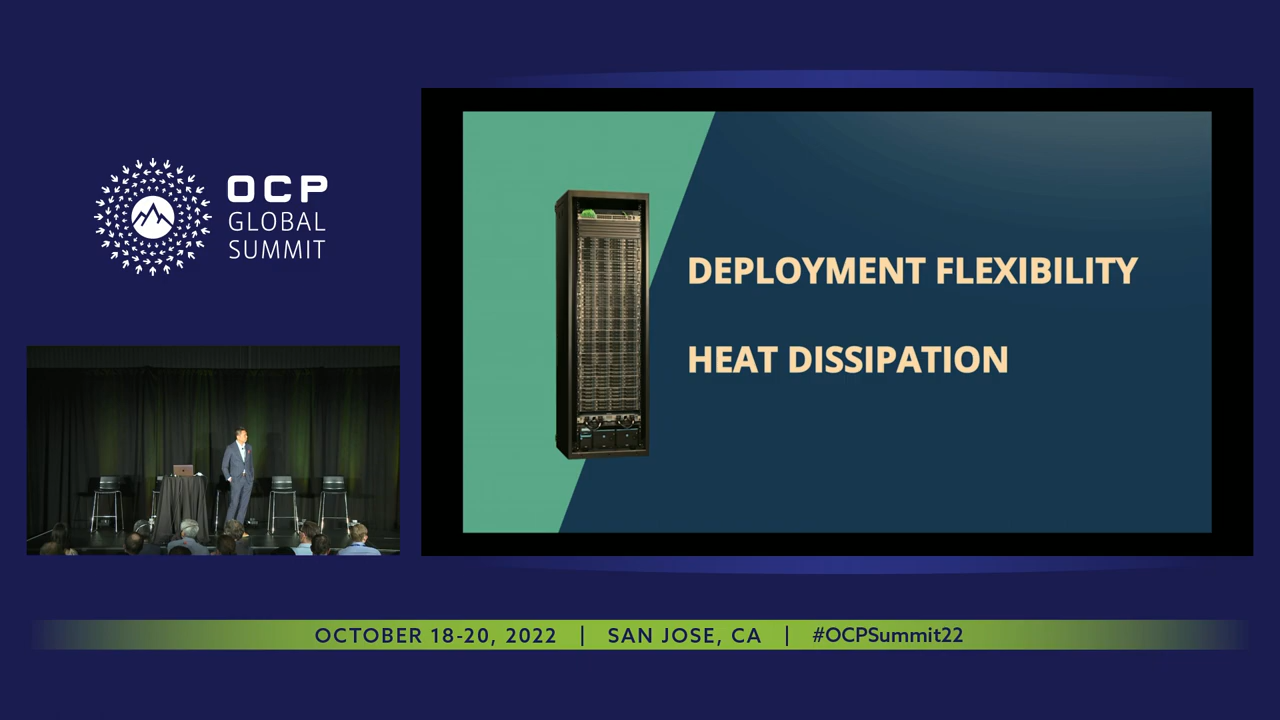 OCP
GLOBAL
SUMMIT
DEPLOYMENT FLEXIBILITY
HEAT DISSIPATION
OCTOBER 18-20, 2022 | SAN JOSE, CA | #OCPSummit22